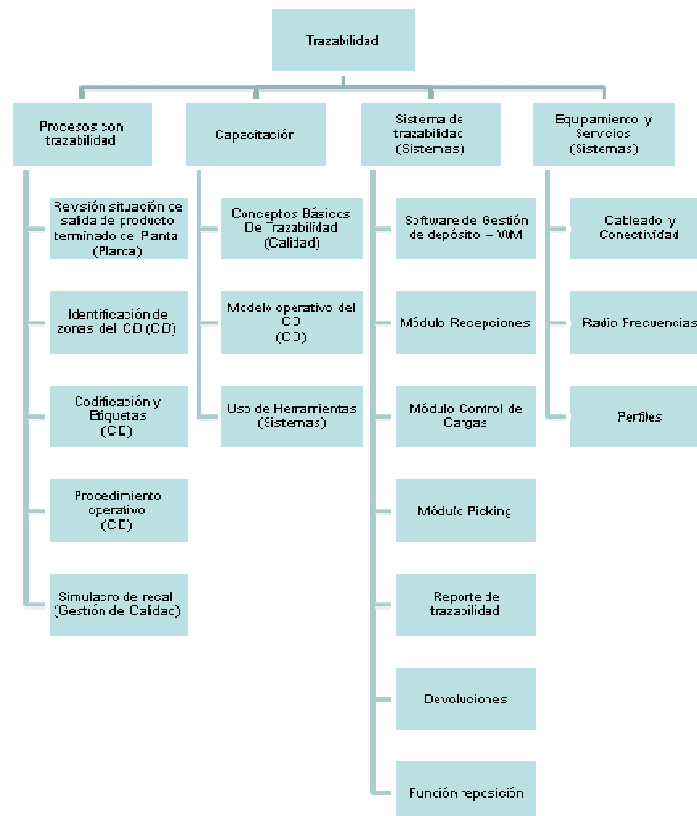 Trazabilidad
Procesos con
trazabilidad
Capacitación
Sistema de
trazabilidad
(Sistemas)
Equipamiento y
Servicios
(Sistemas)
Revisión situación de
salida de producto
terminado de Planta
(Planta)
Identificación de
zonas del CD (CD)
Codificación y
Etiquetas
(CD)
Procedimiento
operativo
(CD)
Simulacro de recal
(Gestión de Calidad)
Conceptos Básicos
De Trazabilidad
(Calidad)
Modelo operativo del
CD
(CD)
Uso de Herramientas
(Sistemas)
Software de Gestión
de depósito – WM
Módulo Recepciones
Módulo Control de
Cargas
Módulo Picking
Reporte de
trazabilidad
Devoluciones
Función reposición
Cableado y
Conectividad
Radio Frecuencias
Perfiles